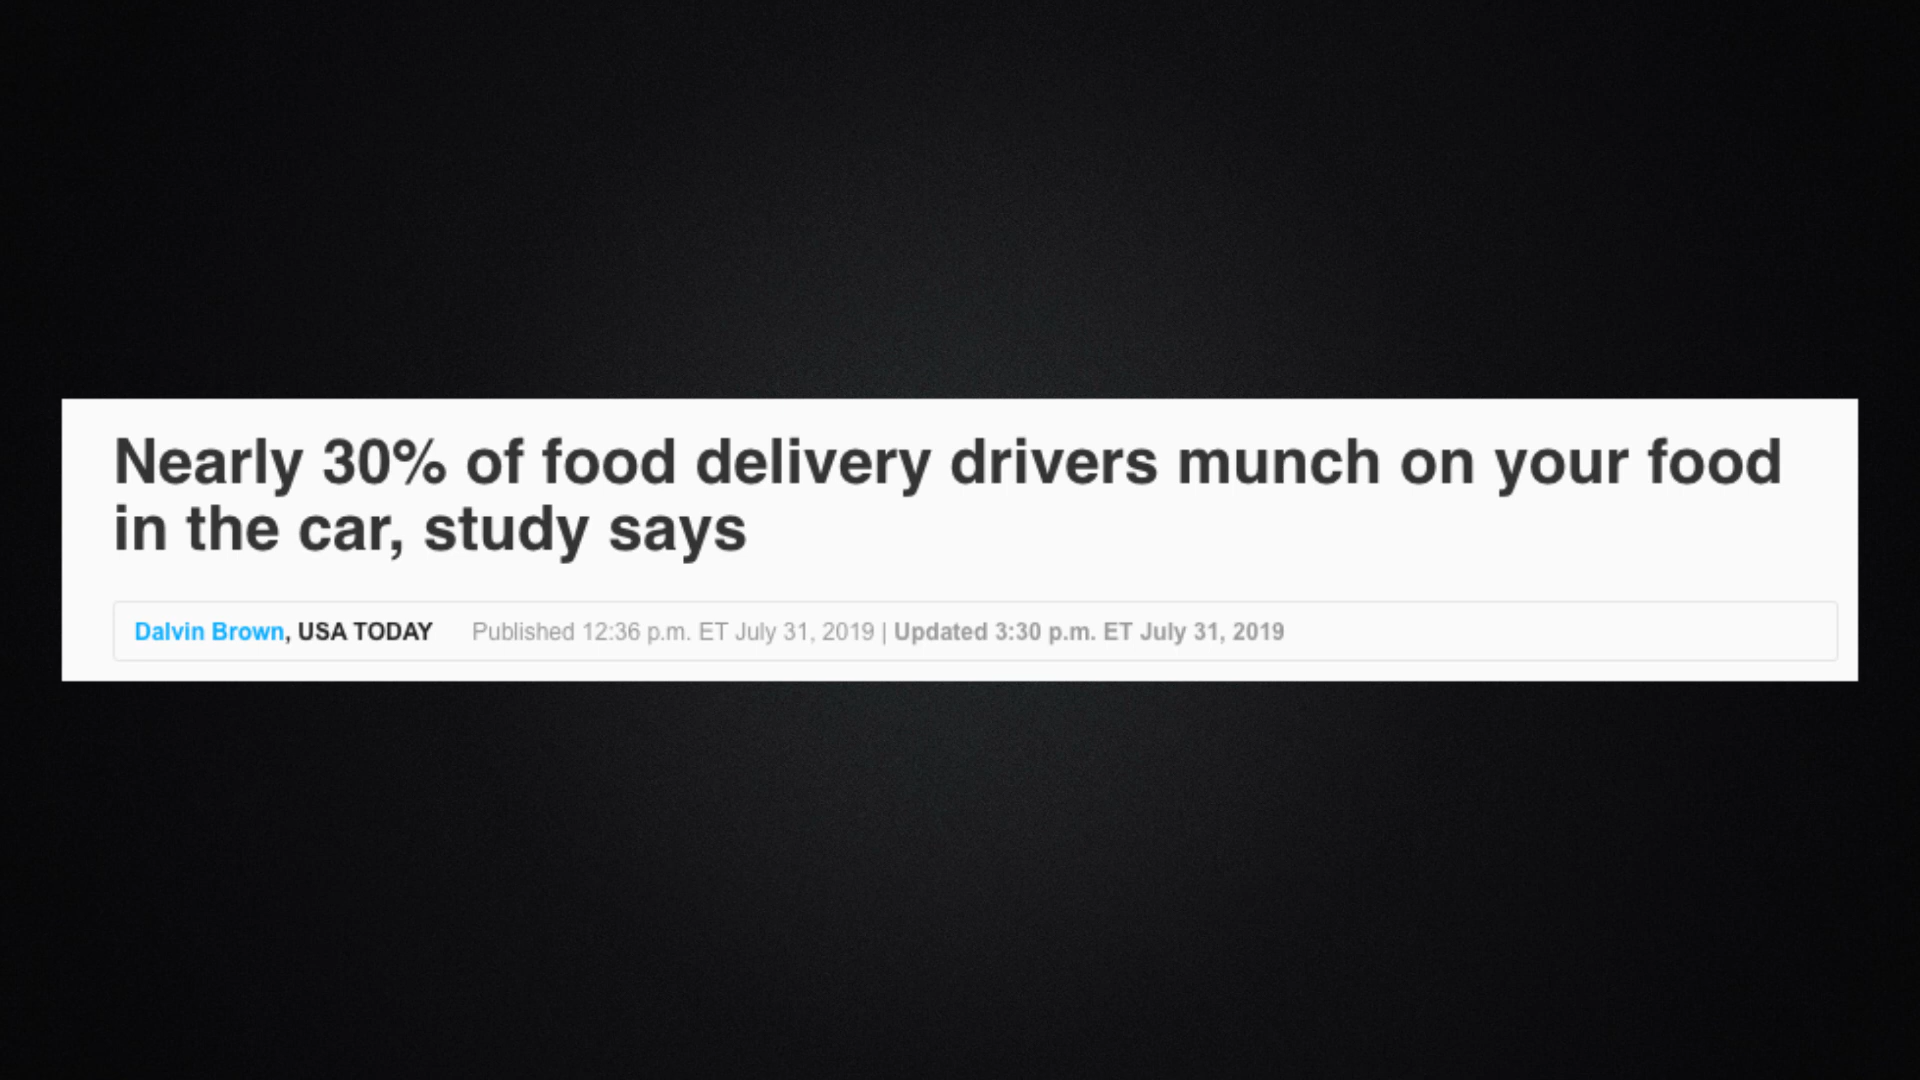 Nearly 30% of food delivery drivers munch on your food
in the car, study says
Dalvin Brown, USA TODAY Published 12:36 p.m. ET July 31, 2019 | Updated 3:30 p.m. ET July 31, 2019